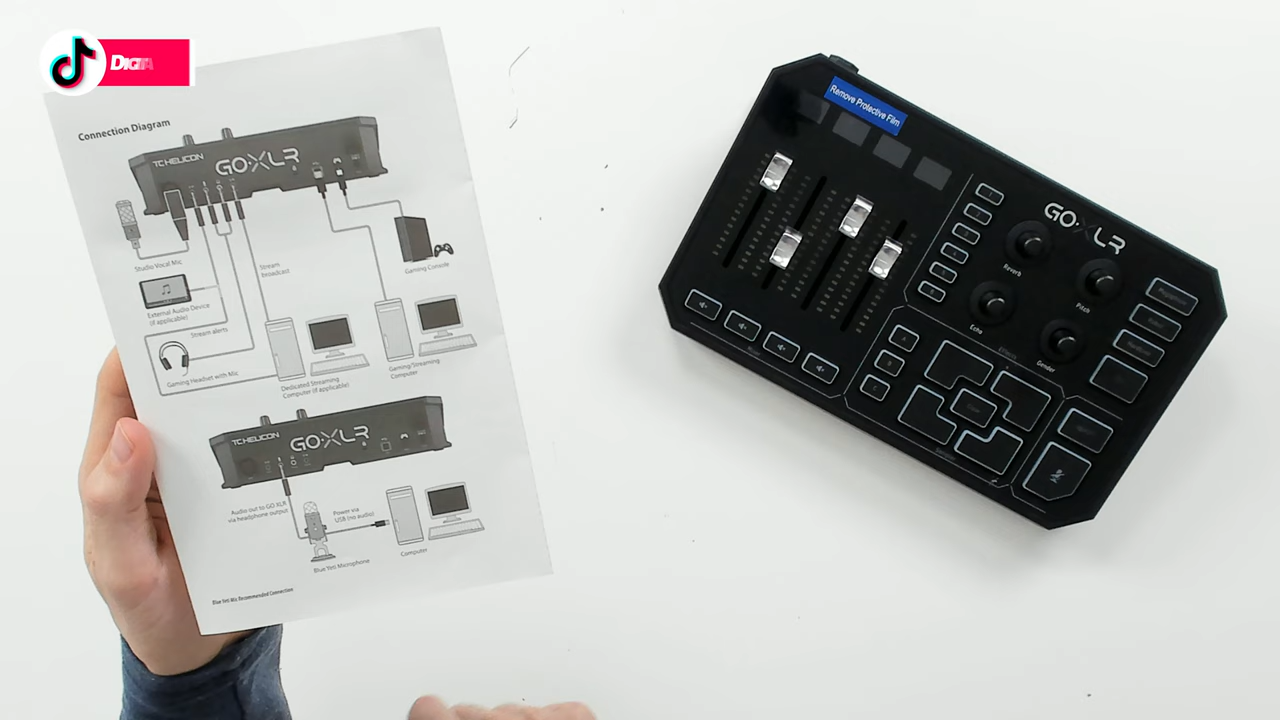 DIGITA
Connection Diagram
TC HELICON
GO·XLR
Studio Vocal Mic
External Audio Device
(if applicable)
Stream alerts
Gaming Headset with Mic
Stream
broadcast
Dedicated Streaming
Computer (if applicable)
Gaming Console
Gaming/Streaming
Computer
TC HELICON
GO·XLR
Audio out to GO XLR
via headphone output
Power via
USB (no audio)
Blue Yeti Microphone
Computer
Blue Yeti Mic Recommended Connection
Remove Protective Film
GO·XLR
Reverb
Pitch
Echo
Gender
Effects
A
B
C